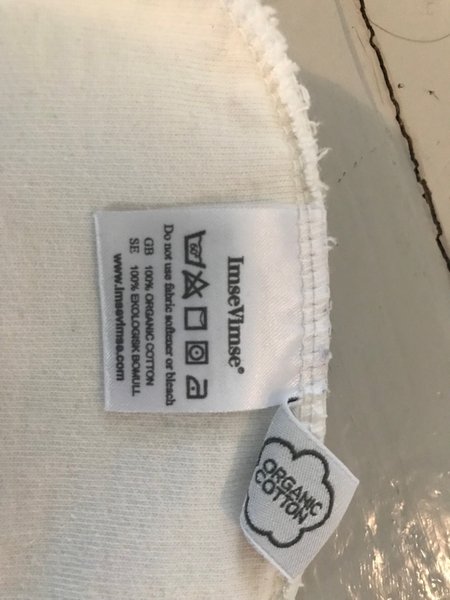 ImseVimse®
60
Do not use fabric softener or bleach
GB 100% ORGANIC COTTON
SE 100% EKOLOGISK BOMULL
www.imsevimse.com
ORGANIC
COTTON